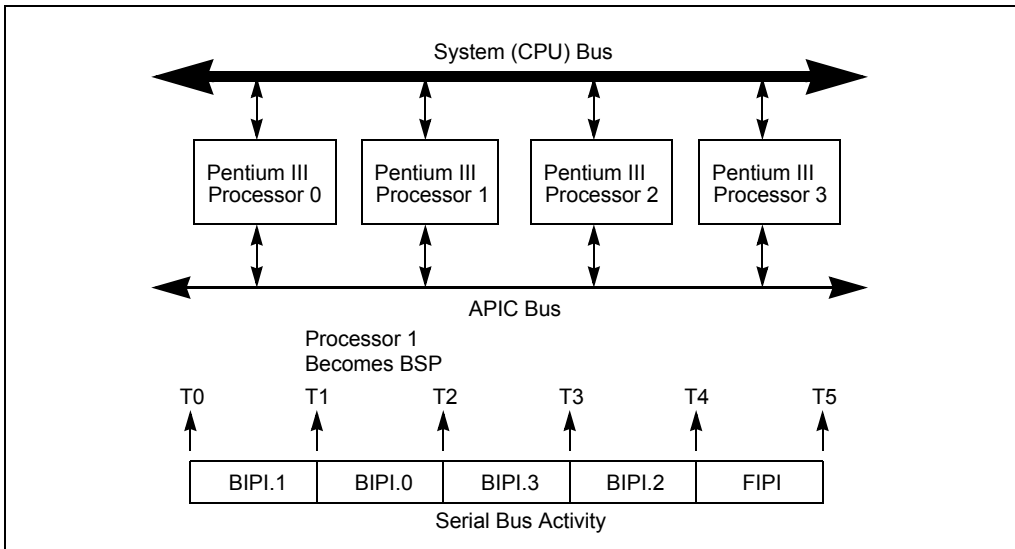 System (CPU) Bus
Pentium III
Processor 0
Pentium III
Processor 1
Pentium III
Processor 2
Pentium III
Processor 3
APIC Bus
Processor 1
Becomes BSP
T0 T1 T2 T3 T4 T5
BIPI.1 BIPI.0 BIPI.3 BIPI.2 FIPI
Serial Bus Activity